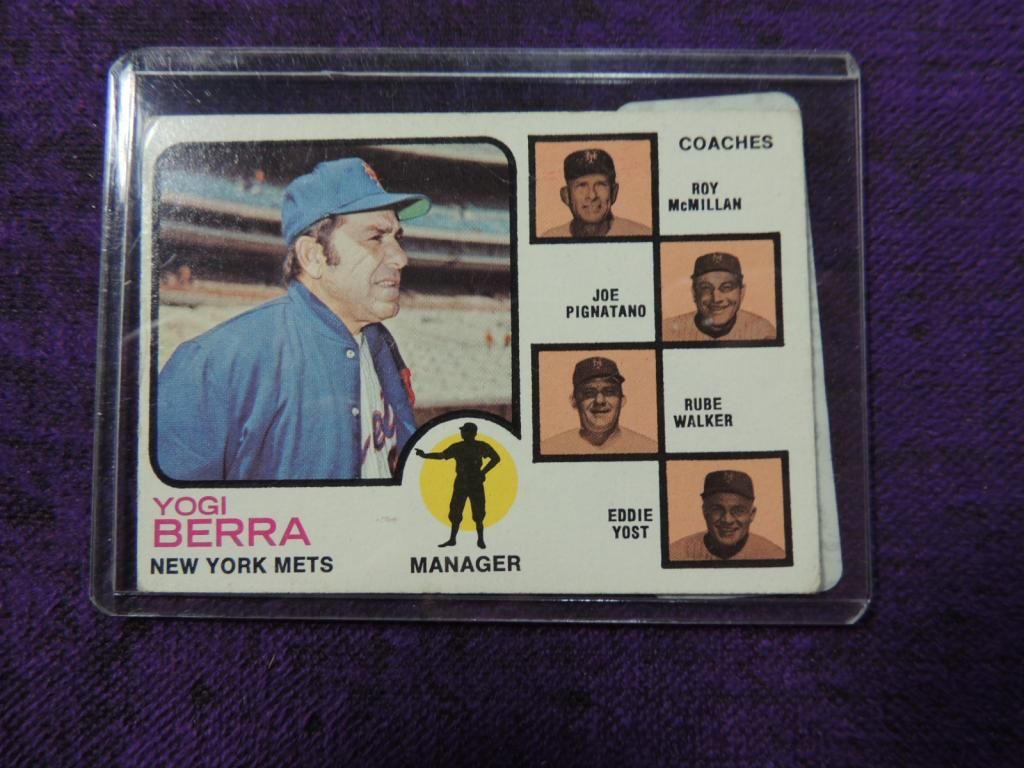 YOGI
BERRA
NEW YORK METS
MANAGER
COACHES
ROY
McMILLAN
JOE
PIGNATANO
RUBE
WALKER
EDDIE
YOST